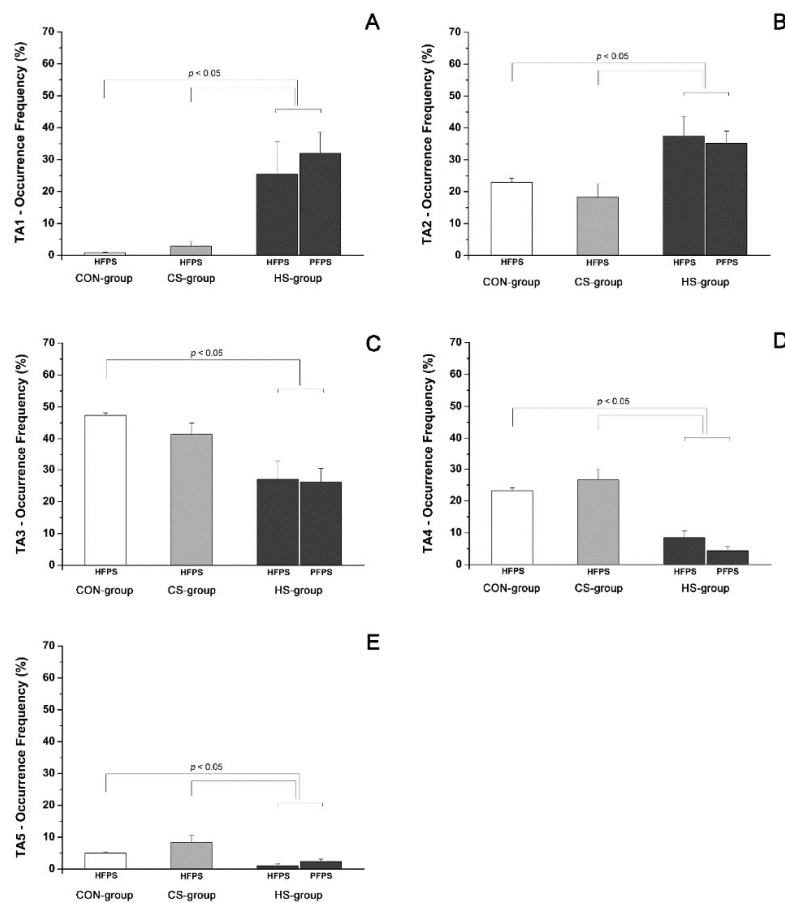 A
TA1 - Occurrence Frequency (%)
70
60
50
40
30
20
10
0
p < 0.05
HFPS HFPS HFPS PFPS
CON-group CS-group HS-group
B
TA2 - Occurrence Frequency (%)
70
60
50
40
30
20
10
0
p < 0.05
HFPS HFPS HFPS PFPS
CON-group CS-group HS-group
C
TA3 - Occurrence Frequency (%)
70
60
50
40
30
20
10
0
p < 0.05
HFPS HFPS HFPS PFPS
CON-group CS-group HS-group
D
TA4 - Occurrence Frequency (%)
70
60
50
40
30
20
10
0
p < 0.05
HFPS HFPS HFPS PFPS
CON-group CS-group HS-group
E
TA5 - Occurrence Frequency (%)
70
60
50
40
30
20
10
0
p < 0.05
HFPS HFPS HFPS PFPS
CON-group CS-group HS-group